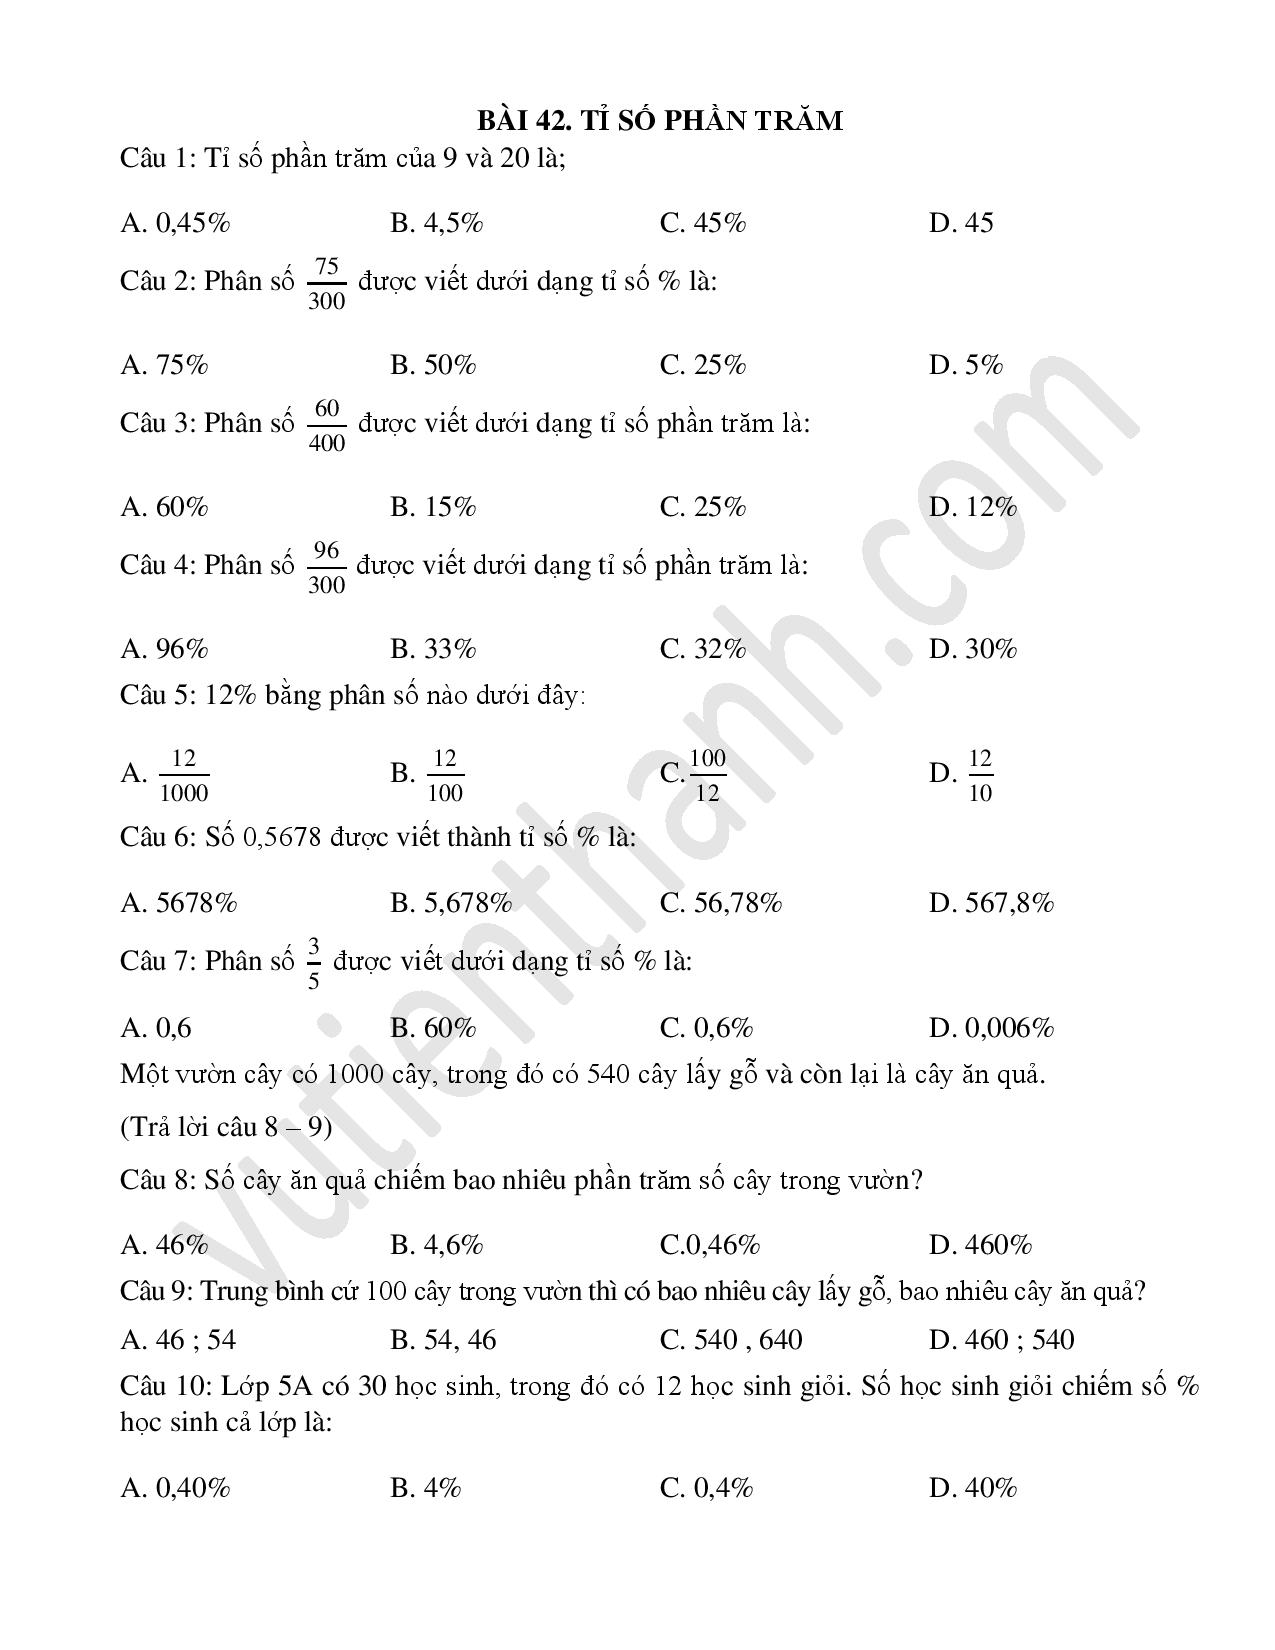 BÀI 42. TỈ SỐ PHẦN TRĂM
Câu 1: Tỉ số phần trăm của 9 và 20 là;
A. 0,45% B. 4,5% C. 45% D. 45
Câu 2: Phân số 75/300 được viết dưới dạng tỉ số % là:
A. 75% B. 50% C. 25% D. 5%
Câu 3: Phân số 60/400 được viết dưới dạng tỉ số phần trăm là:
A. 60% B. 15% C. 25% D. 12%
Câu 4: Phân số 96/300 được viết dưới dạng tỉ số phần trăm là:
A. 96% B. 33% C. 32% D. 30%
Câu 5: 12% bằng phân số nào dưới đây:
A. 12/1000 B. 12/100 C. 100/12 D. 12/10
Câu 6: Số 0,5678 được viết thành tỉ số % là:
A. 5678% B. 5,678% C. 56,78% D. 567,8%
Câu 7: Phân số 3/5 được viết dưới dạng tỉ số % là:
A. 0,6 B. 60% C. 0,6% D. 0,006%
Một vườn cây có 1000 cây, trong đó có 540 cây lấy gỗ và còn lại là cây ăn quả.
(Trả lời câu 8 – 9)
Câu 8: Số cây ăn quả chiếm bao nhiêu phần trăm số cây trong vườn?
A. 46% B. 4,6% C.0,46% D. 460%
Câu 9: Trung bình cứ 100 cây trong vườn thì có bao nhiêu cây lấy gỗ, bao nhiêu cây ăn quả?
A. 46 ; 54 B. 54, 46 C. 540 , 640 D. 460 ; 540
Câu 10: Lớp 5A có 30 học sinh, trong đó có 12 học sinh giỏi. Số học sinh giỏi chiếm số %
học sinh cả lớp là:
A. 0,40% B. 4% C. 0,4% D. 40%
vutienthanh.com